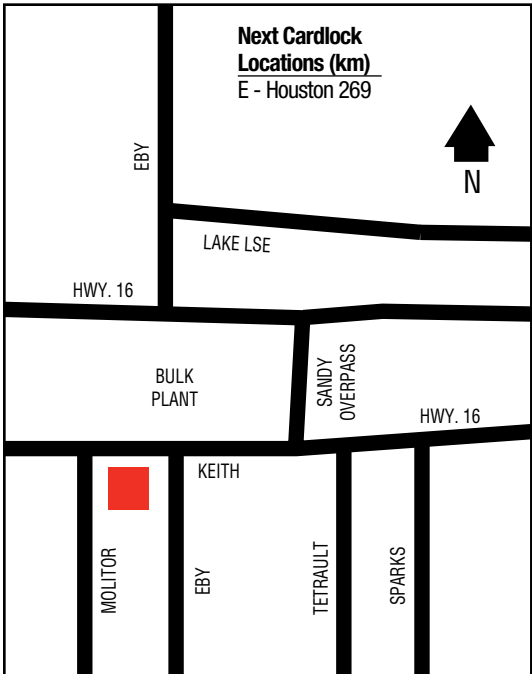 Next Cardlock
Locations (km)
E - Houston 269
N
EBY
LAKE LSE
HWY. 16
BULK
PLANT
SANDY
OVERPASS
HWY. 16
KEITH
MOLITOR
EBY
TETRAULT
SPARKS